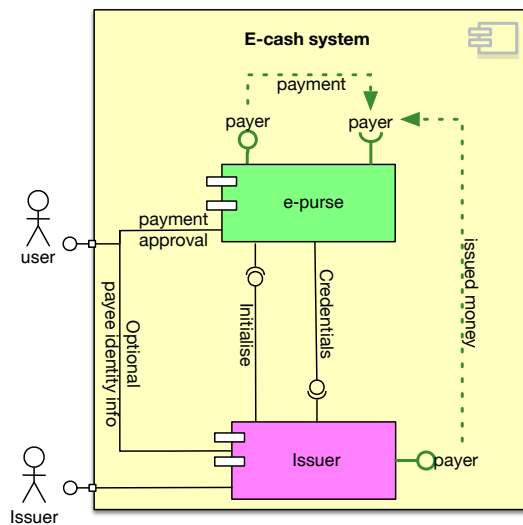 E-cash system
payment
payer
payer
e-purse
user
payment
approval
Optional
payee identity info
Initialise
Credentials
issued money
Issuer
payer
Issuer